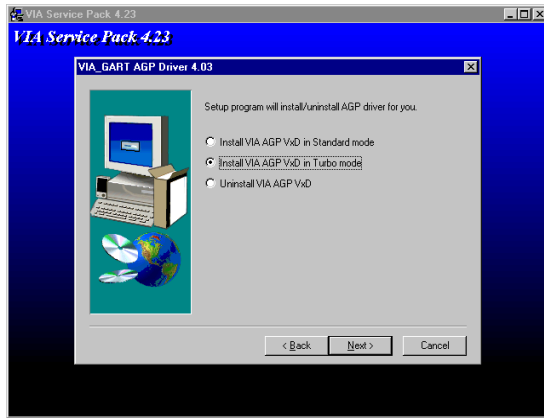 VIA Service Pack 4.23
VIA Service Pack 4.23
VIA_GART AGP Driver 4.03
Setup program will install/uninstall AGP driver for you.
Install VIA AGP VxD in Standard mode
Install VIA AGP VxD in Turbo mode
Uninstall VIA AGP VxD
< Back Next > Cancel